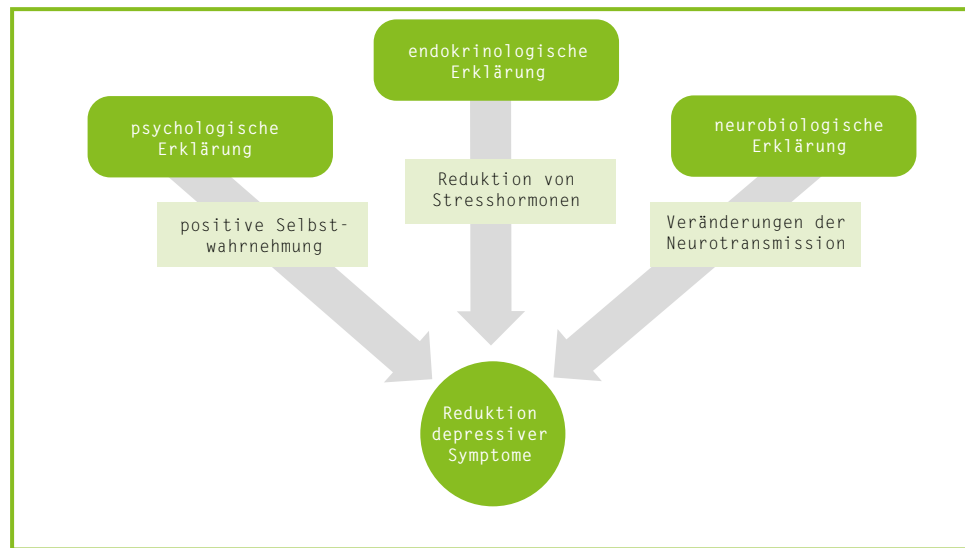 endokrinologische
Erklärung
psychologische
Erklärung
neurobiologische
Erklärung
Reduktion von
Stresshormonen
positive Selbst-
wahrnehmung
Veränderungen der
Neurotransmission
Reduktion
depressiver
Symptome